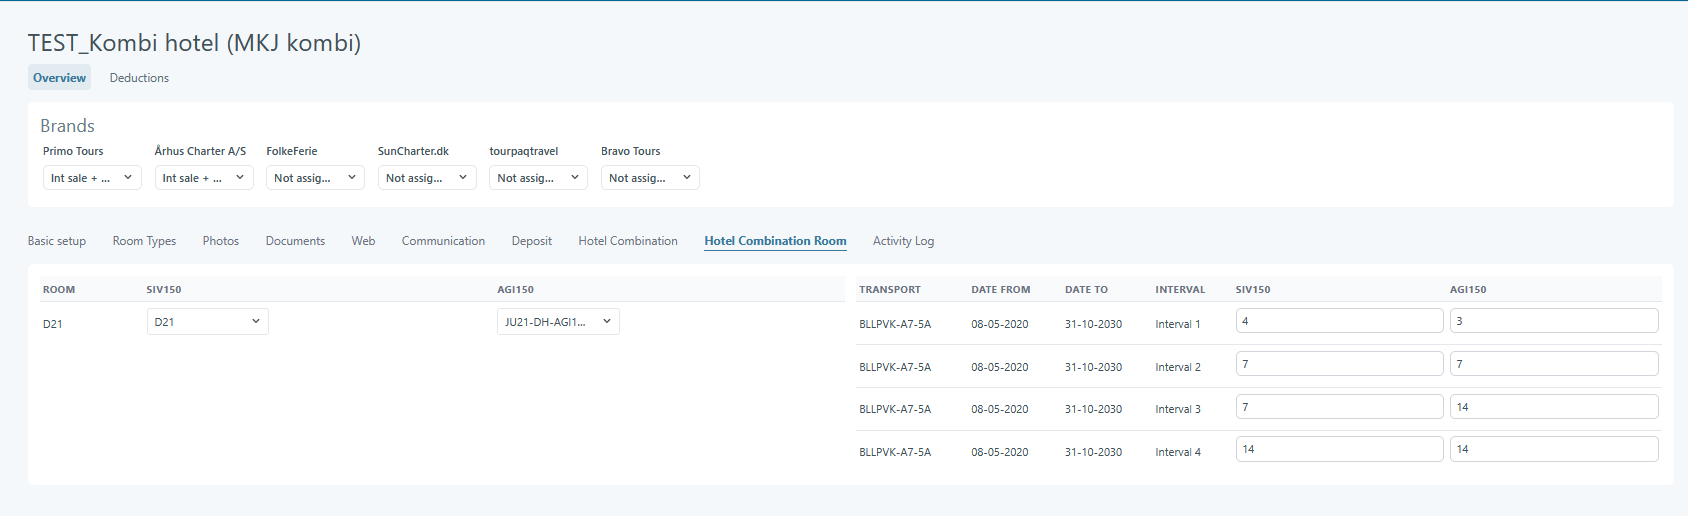 TEST_Kombi hotel (MKJ kombi)
Overview Deductions
Brands
Primo Tours Århus Charter A/S FolkeFerie SunCharter.dk tourpaqtravel Bravo Tours
Int sale + ... Int sale + ... Not assig... Not assig... Not assig... Not assig...
Basic setup Room Types Photos Documents Web Communication Deposit Hotel Combination Hotel Combination Room Activity Log
ROOM SIV150 AGI150 TRANSPORT DATE FROM DATE TO INTERVAL SIV150 AGI150
D21 D21 JU21-DH-AGI1... BLLPVK-A7-5A 08-05-2020 31-10-2030 Interval 1 4 3
BLLPVK-A7-5A 08-05-2020 31-10-2030 Interval 2 7 7
BLLPVK-A7-5A 08-05-2020 31-10-2030 Interval 3 7 14
BLLPVK-A7-5A 08-05-2020 31-10-2030 Interval 4 14 14